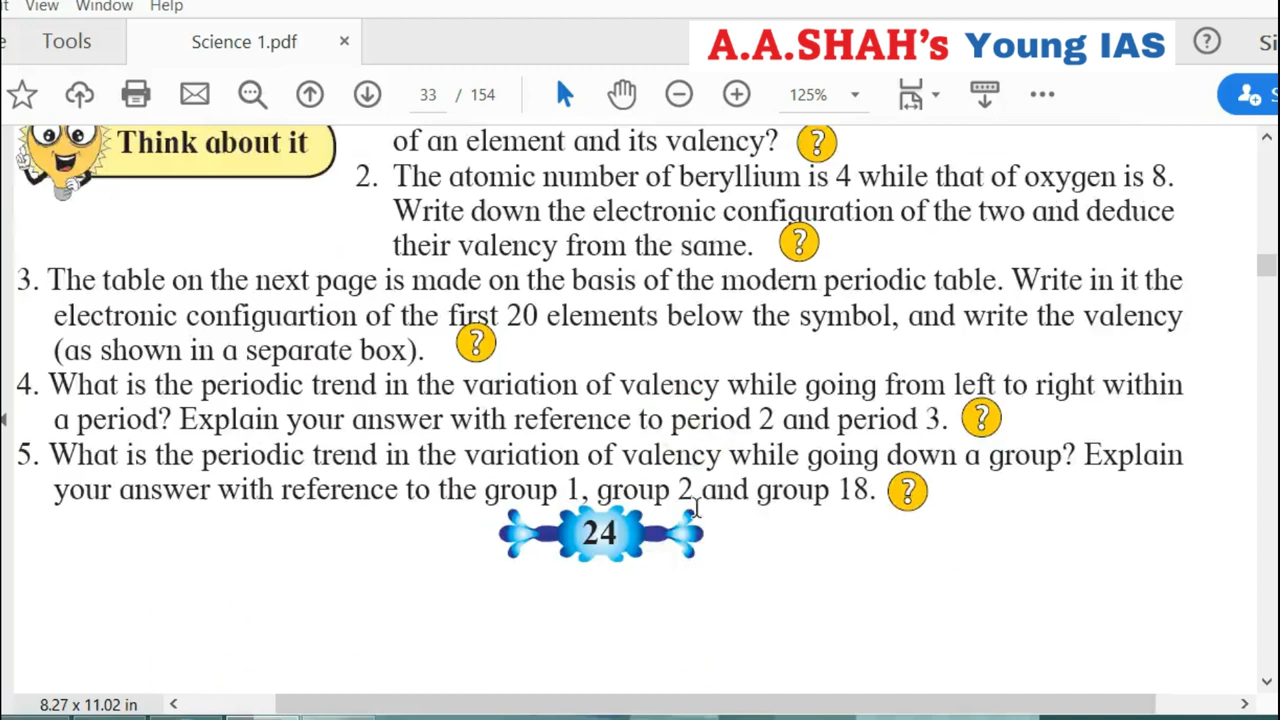 t View Window Help
Tools Science 1.pdf ×
A.A.SHAH's Young IAS
? Si
33 / 154 125%
S
Think about it
of an element and its valency? ?
2. The atomic number of beryllium is 4 while that of oxygen is 8.
Write down the electronic configuration of the two and deduce
their valency from the same. ?
3. The table on the next page is made on the basis of the modern periodic table. Write in it the
electronic configuartion of the first 20 elements below the symbol, and write the valency
(as shown in a separate box). ?
4. What is the periodic trend in the variation of valency while going from left to right within
a period? Explain your answer with reference to period 2 and period 3. ?
5. What is the periodic trend in the variation of valency while going down a group? Explain
your answer with reference to the group 1, group 2 and group 18. ?
24
8.27 x 11.02 in